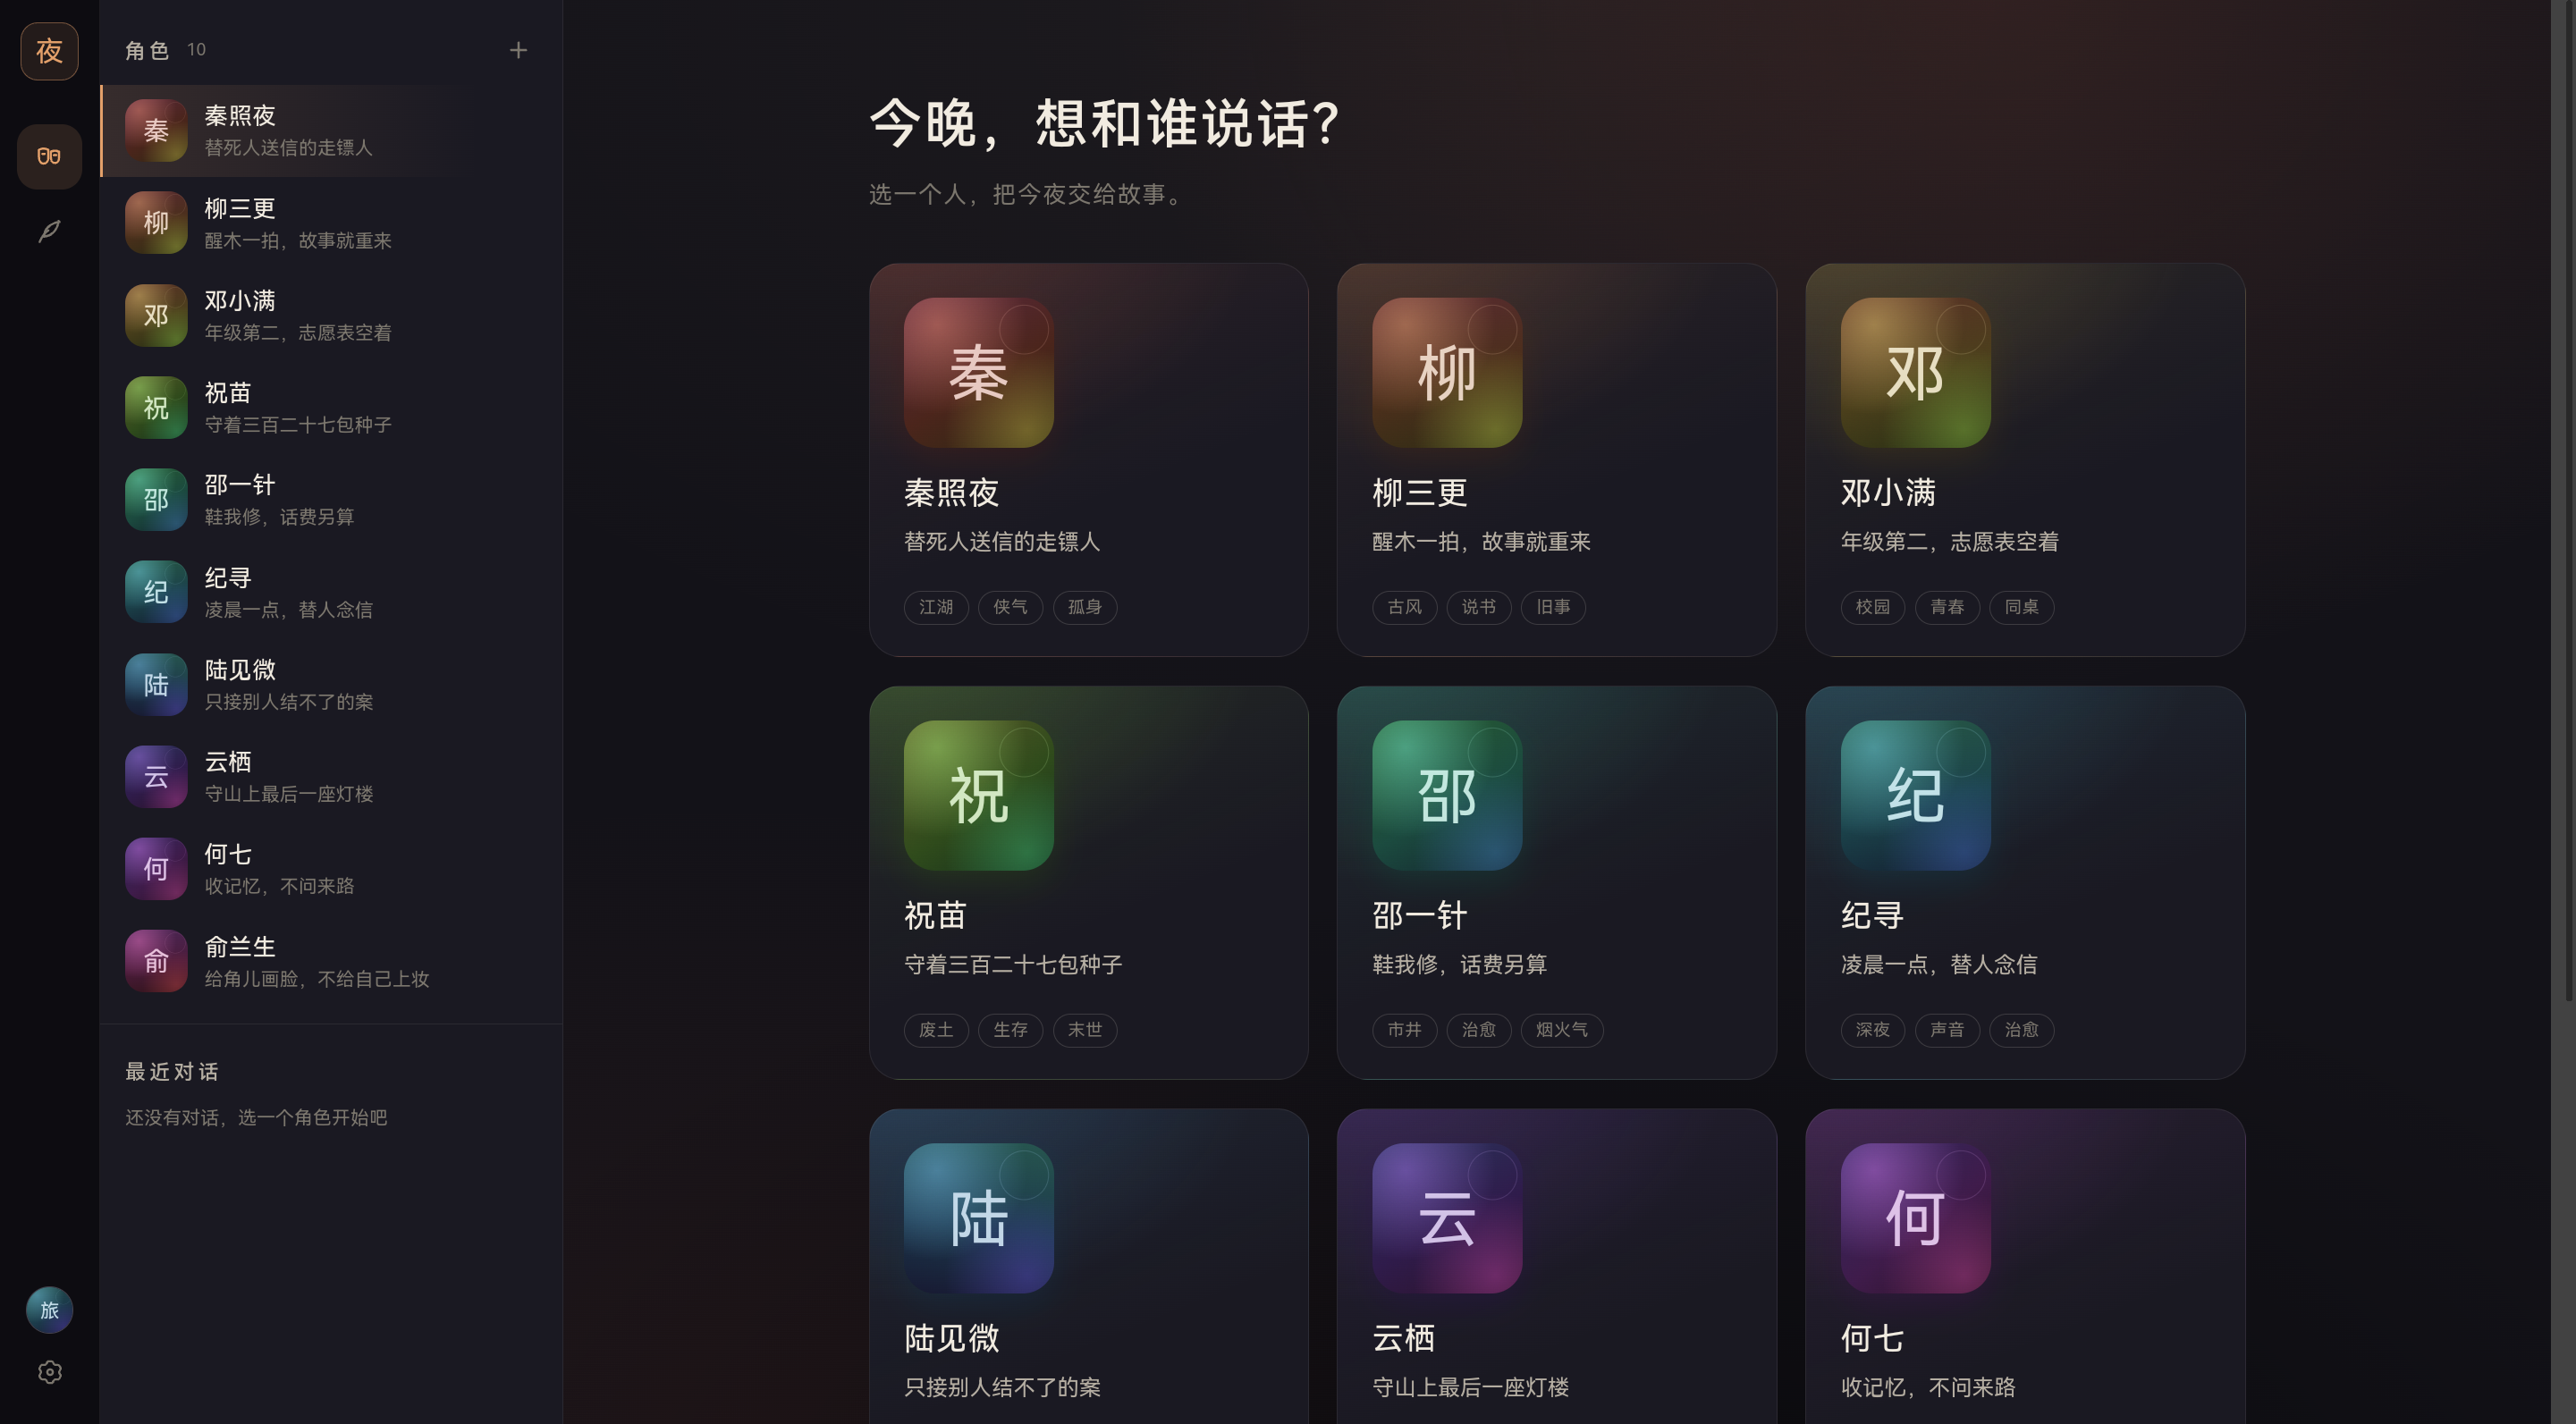 夜
角色 10
秦
秦照夜
替死人送信的走镖人
柳
柳三更
醒木一拍，故事就重来
邓
邓小满
年级第二，志愿表空着
祝
祝苗
守着三百二十七包种子
邵
邵一针
鞋我修，话费另算
纪
纪寻
凌晨一点，替人念信
陆
陆见微
只接别人结不了的案
云
云栖
守山上最后一座灯楼
何
何七
收记忆，不问来路
俞
俞兰生
给角儿画脸，不给自己上妆
最近对话
还没有对话，选一个角色开始吧
旅
今晚，想和谁说话？
选一个人，把今夜交给故事。
秦
秦照夜
替死人送信的走镖人
江湖 侠气 孤身
柳
柳三更
醒木一拍，故事就重来
古风 说书 旧事
邓
邓小满
年级第二，志愿表空着
校园 青春 同桌
祝
祝苗
守着三百二十七包种子
废土 生存 末世
邵
邵一针
鞋我修，话费另算
市井 治愈 烟火气
纪
纪寻
凌晨一点，替人念信
深夜 声音 治愈
陆
陆见微
只接别人结不了的案
云
云栖
守山上最后一座灯楼
何
何七
收记忆，不问来路